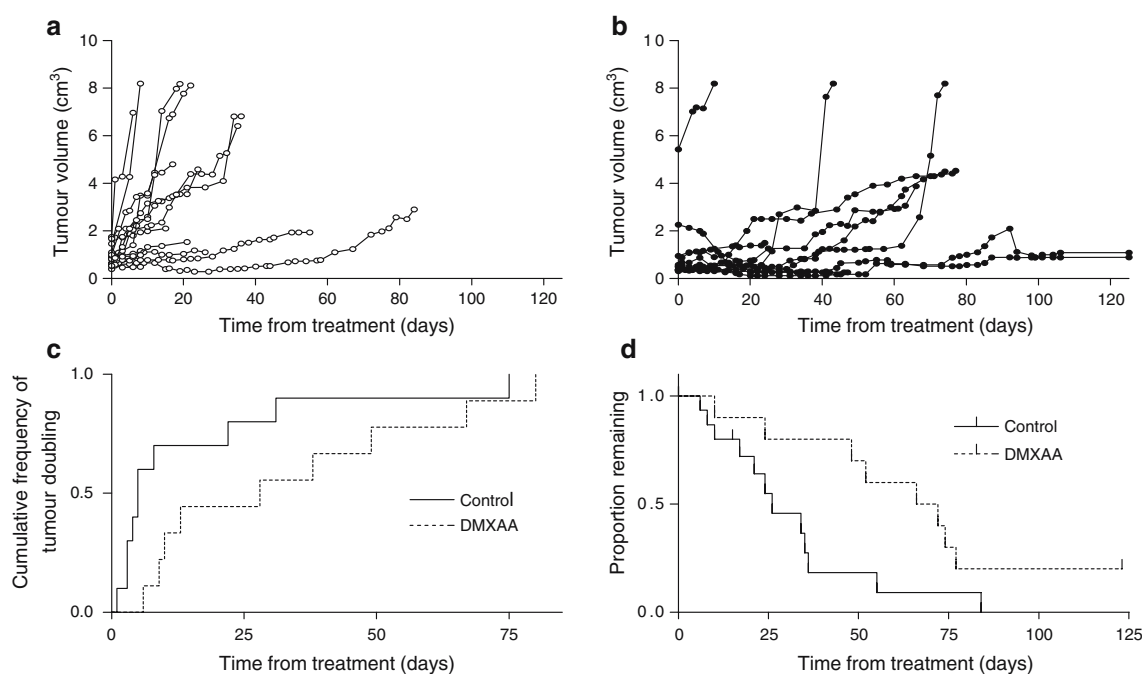 a
10
8
6
4
2
0
Tumour volume (cm³)
0 20 40 60 80 100 120
Time from treatment (days)
b
10
8
6
4
2
0
Tumour volume (cm³)
0 20 40 60 80 100 120
Time from treatment (days)
c
1.0
0.5
0.0
Cumulative frequency of
tumour doubling
Control
DMXAA
0 25 50 75
Time from treatment (days)
d
1.0
0.5
0.0
Proportion remaining
Control
DMXAA
0 25 50 75 100 125
Time from treatment (days)